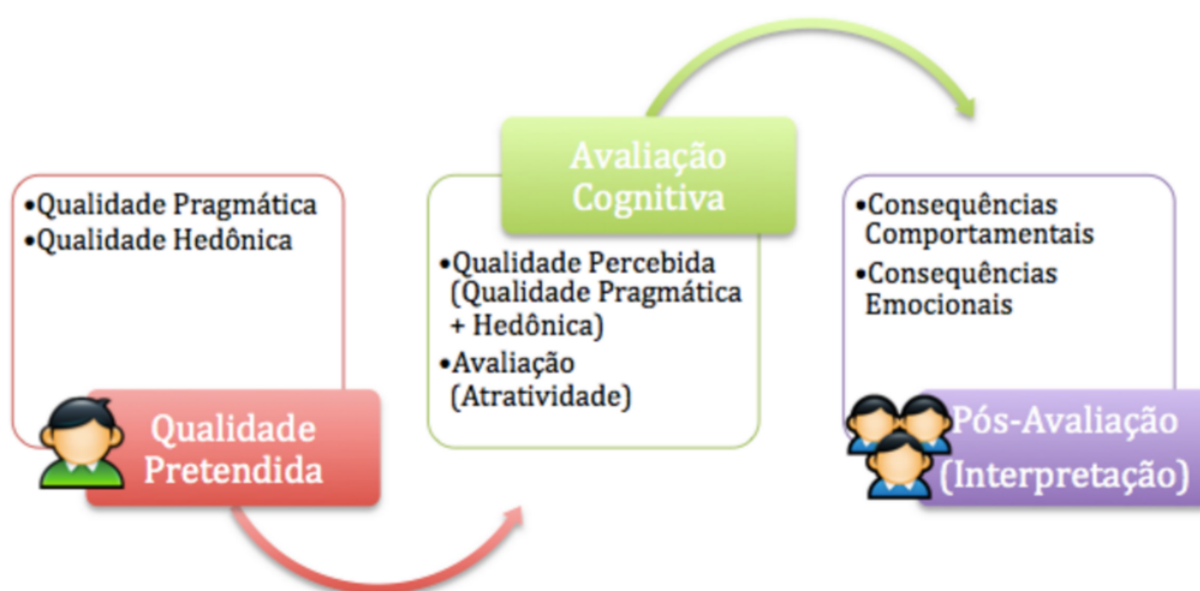 •Qualidade Pragmática
•Qualidade Hedônica
Qualidade
Pretendida
Avaliação
Cognitiva
•Qualidade Percebida
(Qualidade Pragmática
+ Hedônica)
•Avaliação
(Atratividade)
•Consequências
Comportamentais
•Consequências
Emocionais
Pós-Avaliação
(Interpretação)